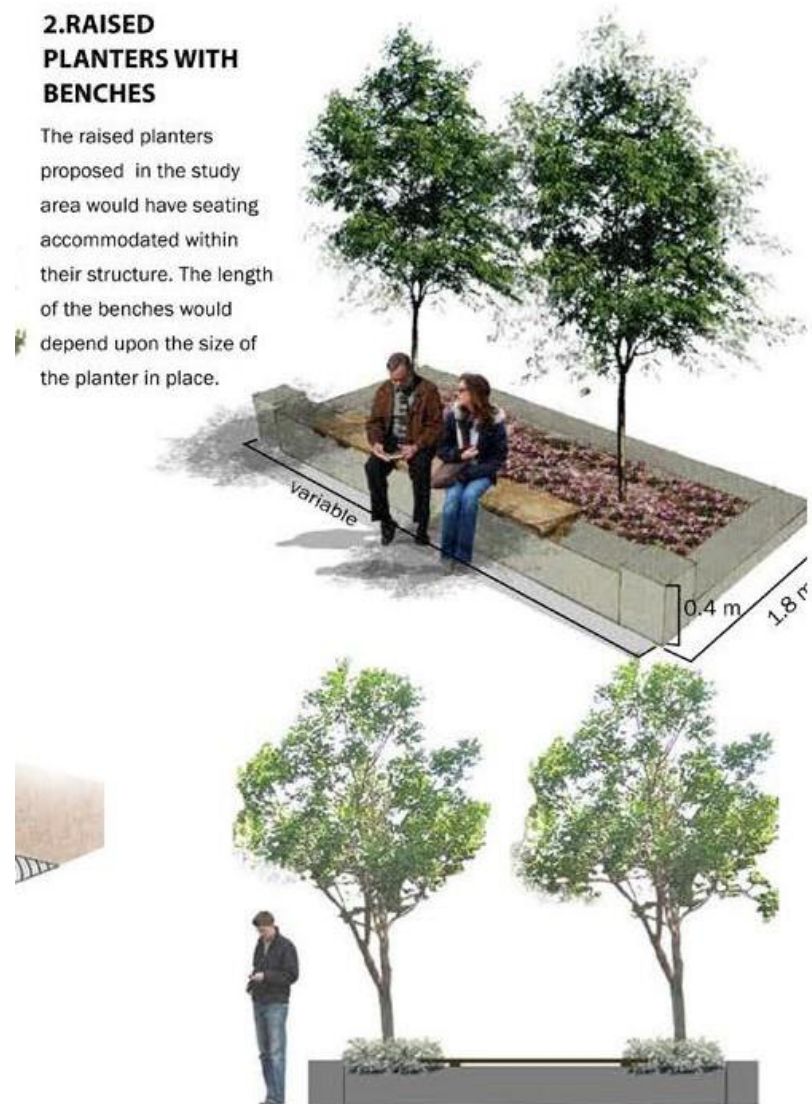 2.RAISED
PLANTERS WITH
BENCHES
The raised planters
proposed in the study
area would have seating
accommodated within
their structure. The length
of the benches would
depend upon the size of
the planter in place.
variable
0.4 m
1.8 m